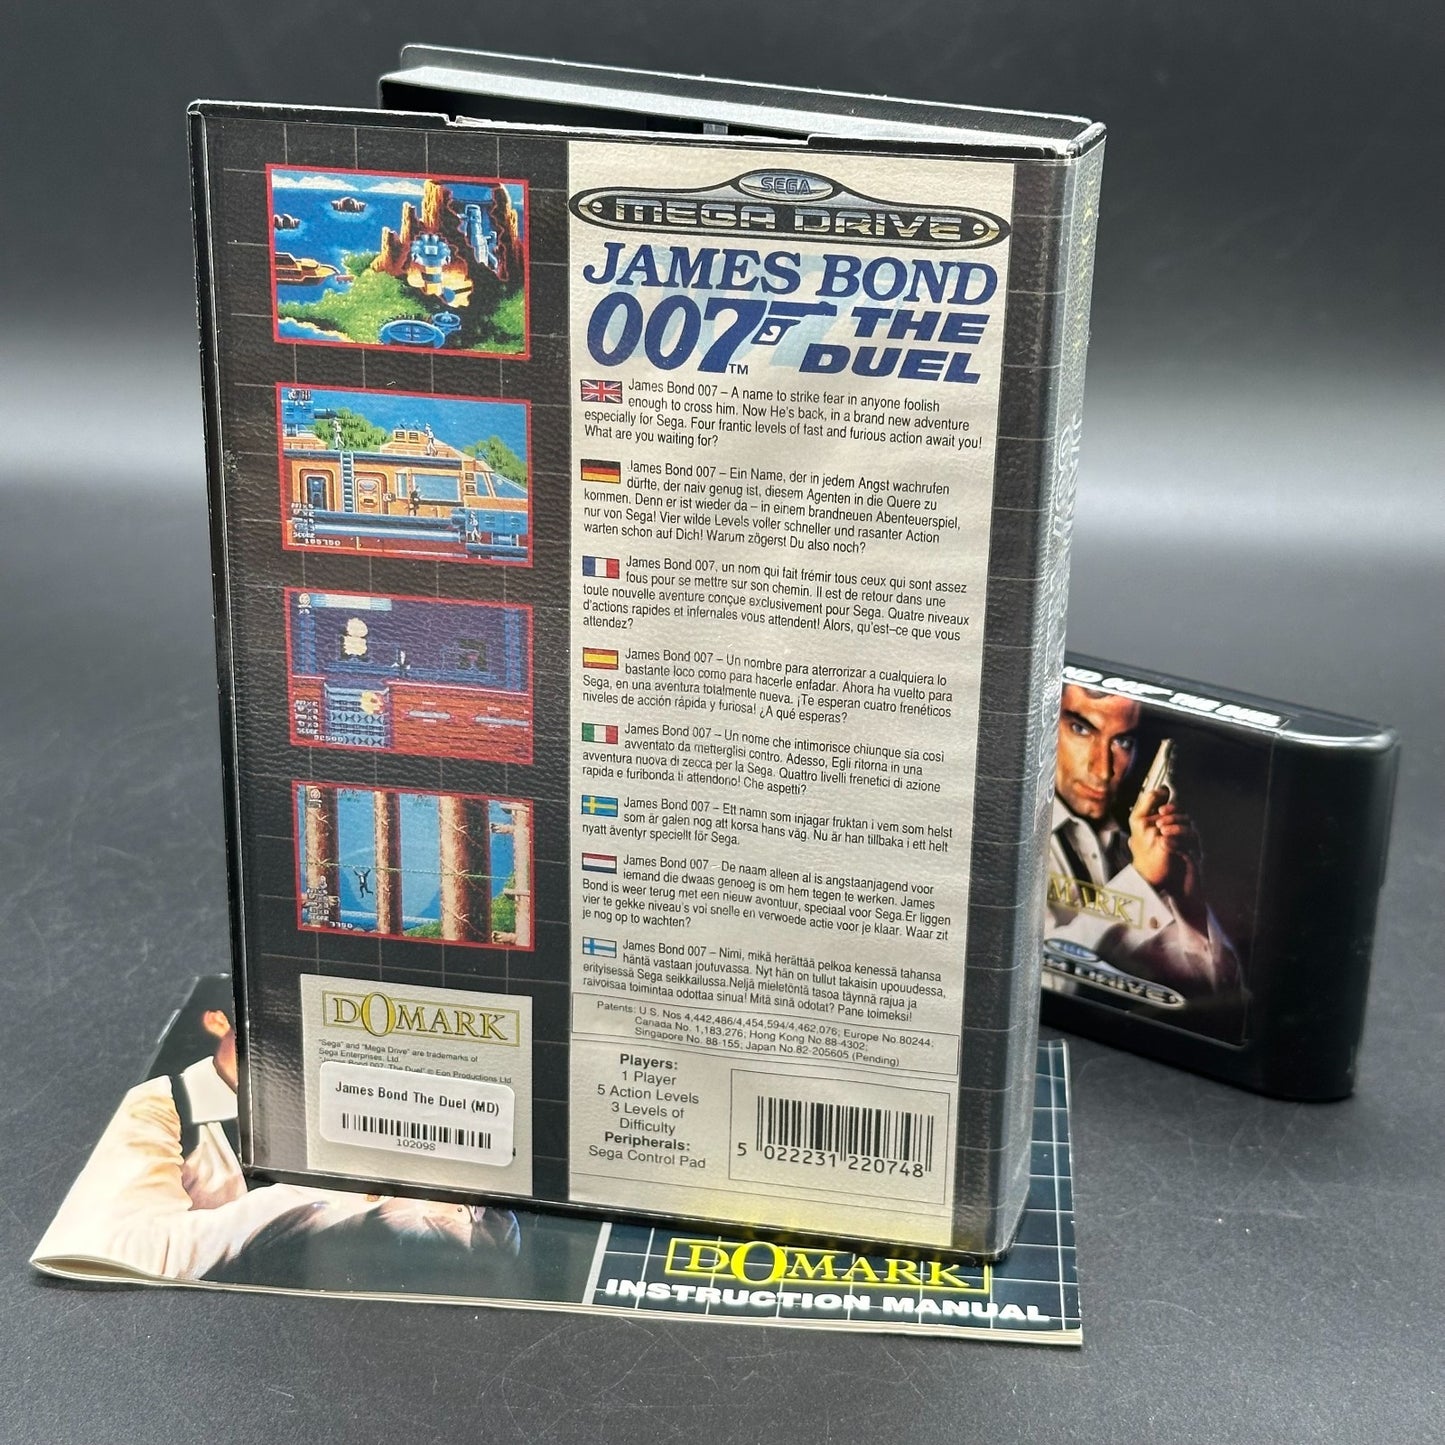 SEGA
MEGA DRIVE
JAMES BOND
007 THE
DUEL
TM
James Bond 007 – A name to strike fear in anyone foolish
enough to cross him. Now He's back, in a brand new adventure
especially for Sega. Four frantic levels of fast and furious action await you!
What are you waiting for?
James Bond 007 – Ein Name, der in jedem Angst wachrufen
dürfte, der naiv genug ist, diesem Agenten in die Quere zu
kommen. Denn er ist wieder da – in einem brandneuen Abenteuerspiel,
nur von Sega! Vier wilde Levels voller schneller und rasanter Action
warten schon auf Dich! Warum zögerst Du also noch?
James Bond 007, un nom qui fait frémir tous ceux qui sont assez
fous pour se mettre sur son chemin. Il est de retour dans une
toute nouvelle aventure conçue exclusivement pour Sega. Quatre niveaux
d'actions rapides et infernales vous attendent! Alors, qu'est–ce que vous
attendez?
James Bond 007 – Un nombre para aterrorizar a cualquiera lo
bastante loco como para hacerle enfadar. Ahora ha vuelto para
Sega, en una aventura totalmente nueva. ¡Te esperan cuatro frenéticos
niveles de acción rápida y furiosa! ¿A qué esperas?
James Bond 007 – Un nome che intimorisce chiunque sia così
avventato da metterglisi contro. Adesso, Egli ritorna in una
avventura nuova di zecca per la Sega. Quattro livelli frenetici di azione
rapida e furibonda ti attendono! Che aspetti?
James Bond 007 – Ett namn som injagar fruktan i vem som helst
som är galen nog att korsa hans väg. Nu är han tillbaka i ett helt
nyatt äventyr speciellt för Sega.
James Bond 007 – De naam alleen al is angstaanjagend voor
iemand die dwaas genoeg is om hem tegen te werken. James
Bond is weer terug met een nieuw avontuur, speciaal voor Sega.Er liggen
vier te gekke niveau's voi snelle en verwoede actie voor je klaar. Waar zit
je nog op to wachten?
James Bond 007 – Nimi, mikä herättää pelkoa kenessä tahansa
häntä vastaan joutuvassa. Nyt hän on tullut takaisin upouudessa,
erityisessä Sega seikkailussa.Neljä mieletöntä tasoa täynnä rajua ja
raivoisaa toimintaa odottaa sinua! Mitä sinä odotat? Pane toimeksi!
Patents: U.S. Nos 4,442,486/4,454,594/4,462,076; Europe No.80244;
Canada No. 1,183,276; Hong Kong No.88-4302;
Singapore No. 88-155; Japan No.82-205605 (Pending)
Players:
1 Player
5 Action Levels
3 Levels of
Difficulty
Peripherals:
Sega Control Pad
5 022231 220748
DOMARK
"Sega" and "Mega Drive" are trademarks of
Sega Enterprises. Ltd.
"James Bond 007. The Duel" © Eon Productions Ltd
James Bond The Duel (MD)
102098
DOMARK
INSTRUCTION MANUAL
007 THE DUEL